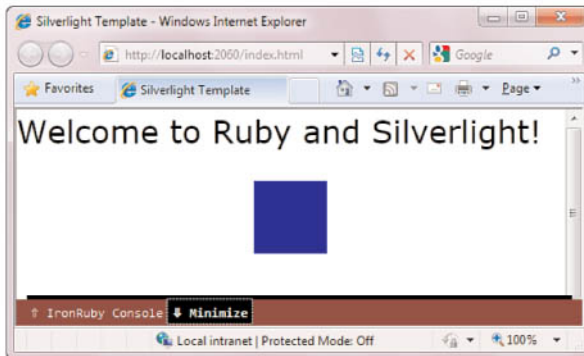 Silverlight Template - Windows Internet Explorer
http://localhost:2060/index.html
Google
Favorites
Silverlight Template
Page
Welcome to Ruby and Silverlight!
⇑ IronRuby Console ⬇ Minimize
Local intranet | Protected Mode: Off
100%